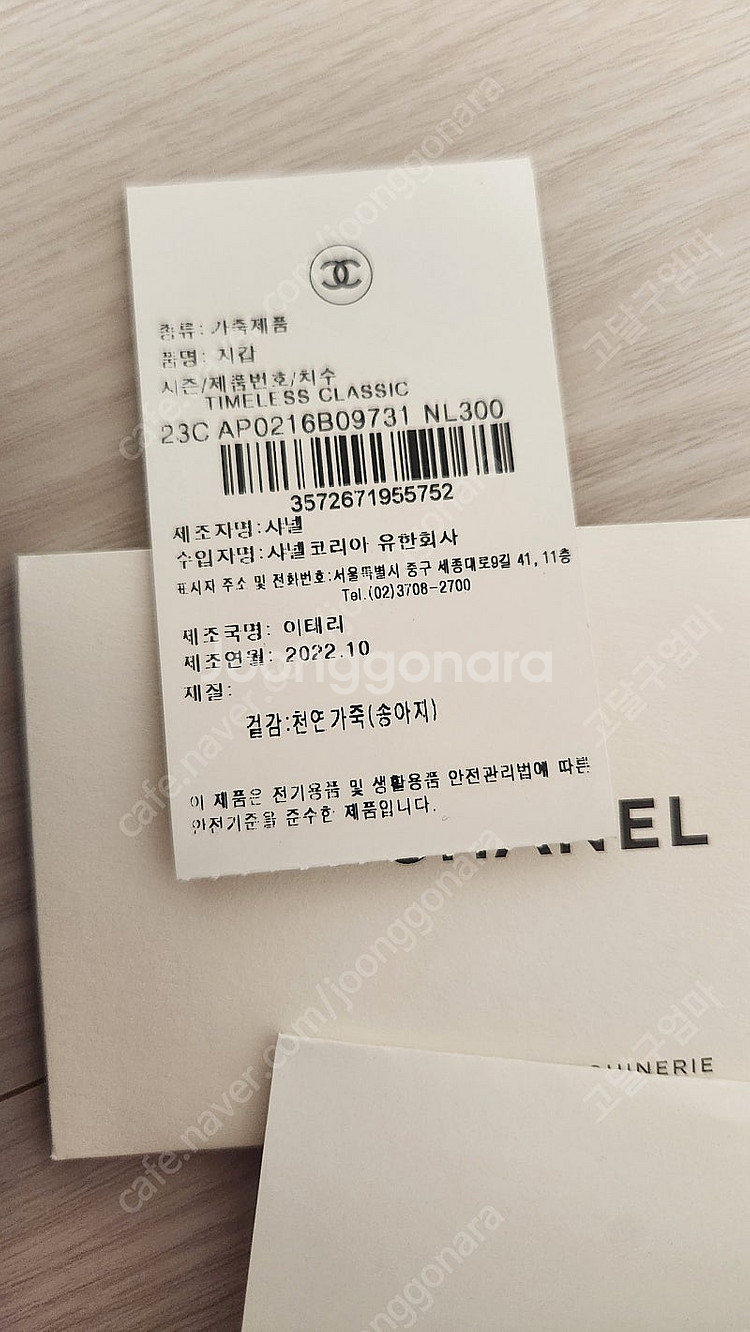 종류: 가죽제품
품명: 지갑
시즌/제품번호/치수
TIMELESS CLASSIC
23C AP0216B09731 NL300
3572671955752
제조자명:샤넬
수입자명:샤넬코리아 유한회사
표시자 주소 및 전화번호:서울특별시 중구 세종대로9길 41, 11층
Tel.(02)3708-2700
제조국명: 이태리
제조연월: 2022.10
재질:
겉감:천연가죽(송아지)
이 제품은 전기용품 및 생활용품 안전관리법에 따른
안전기준을 준수한 제품입니다.
CHANEL
joonggonara
cafe.naver.com/joonggonara
고달구엄마